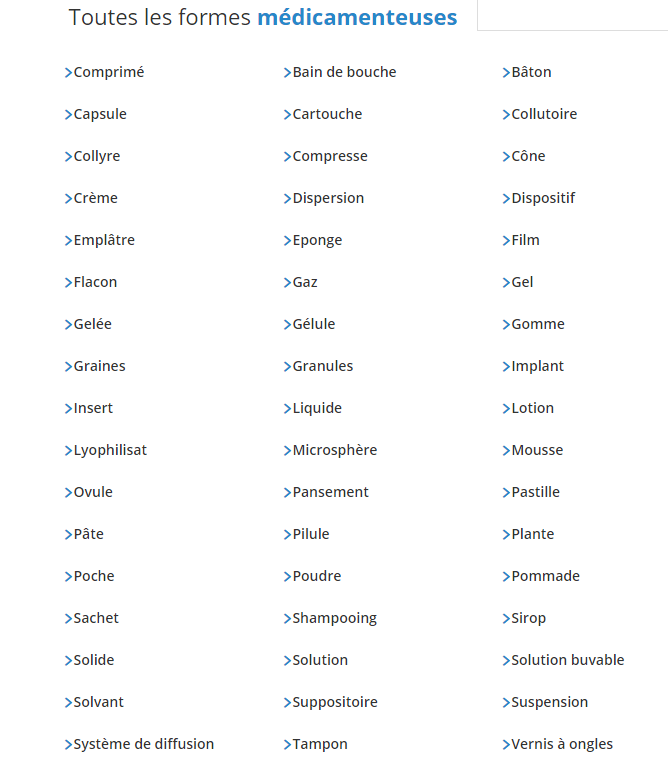 Toutes les formes médicamenteuses
Comprimé
Bain de bouche
Bâton
Capsule
Cartouche
Collutoire
Collyre
Compresse
Cône
Crème
Dispersion
Dispositif
Emplâtre
Eponge
Film
Flacon
Gaz
Gel
Gelée
Gélule
Gomme
Graines
Granules
Implant
Insert
Liquide
Lotion
Lyophilisat
Microsphère
Mousse
Ovule
Pansement
Pastille
Pâte
Pilule
Plante
Poche
Poudre
Pommade
Sachet
Shampooing
Sirop
Solide
Solution
Solution buvable
Solvant
Suppositoire
Suspension
Système de diffusion
Tampon
Vernis à ongles